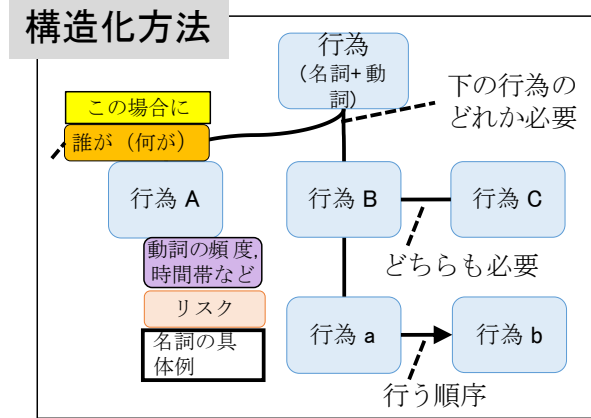 構造化方法
行為
（名詞+ 動
詞）
下の行為の
どれか必要
この場合に
誰が（何が）
行為 A
行為 B
行為 C
動詞の頻度,
時間帯など
どちらも必要
リスク
名詞の具
体例
行為 a
行為 b
行う順序